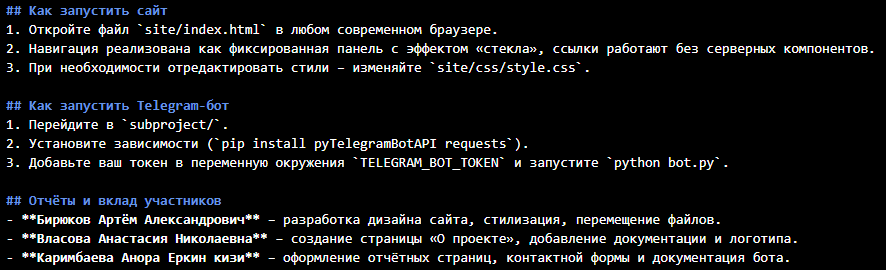 ## Как запустить сайт
1. Откройте файл `site/index.html` в любом современном браузере.
2. Навигация реализована как фиксированная панель с эффектом «стекла», ссылки работают без серверных компонентов.
3. При необходимости отредактировать стили – изменяйте `site/css/style.css`.
## Как запустить Telegram-бот
1. Перейдите в `subproject/`.
2. Установите зависимости (`pip install pyTelegramBotAPI requests`).
3. Добавьте ваш токен в переменную окружения `TELEGRAM_BOT_TOKEN` и запустите `python bot.py`.
## Отчёты и вклад участников
- **Бирюков Артём Александрович** – разработка дизайна сайта, стилизация, перемещение файлов.
- **Власова Анастасия Николаевна** – создание страницы «О проекте», добавление документации и логотипа.
- **Каримбаева Анора Еркин кизи** – оформление отчётных страниц, контактной формы и документация бота.